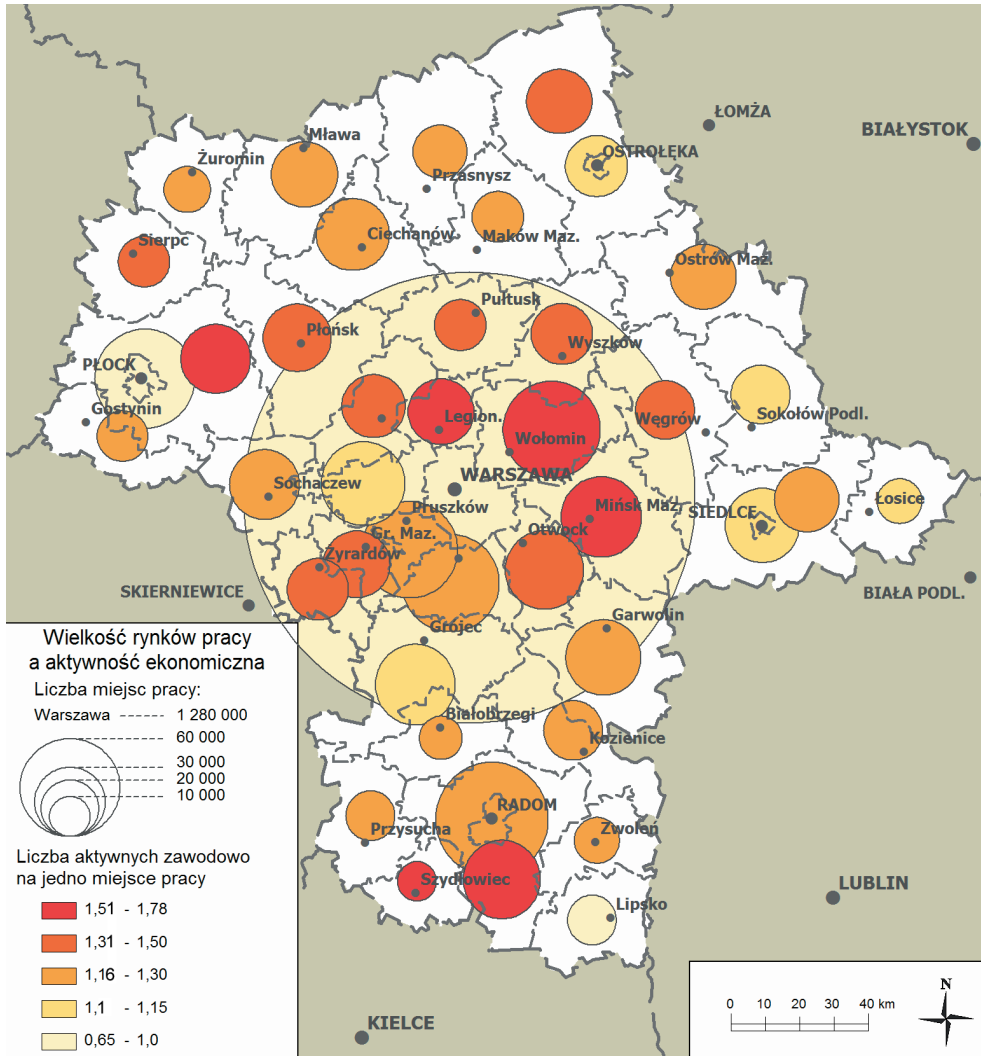 ŁOMŻA
BIAŁYSTOK
Mława
OSTROŁĘKA
Żuromin
Przasnysz
Ciechanów
Maków Maz.
Sierpc
Ostrów Maz.
Pułtusk
Płońsk
Wyszków
PŁOCK
Gostynin
Legion.
Węgrów
Sokołów Podl.
Wołomin
WARSZAWA
Sochaczew
Pruszków
Mińsk Maz.
SIEDLCE
Łosice
Gr. Maz.
Otwock
Żyrardów
SKIERNIEWICE
BIAŁA PODL.
Garwolin
Grójec
Białobrzegi
Kozienice
RADOM
Przysucha
Zwoleń
Szydłowiec
LUBLIN
Lipsko
KIELCE
Wielkość rynków pracy
a aktywność ekonomiczna
Liczba miejsc pracy:
Warszawa ----- 1 280 000
60 000
30 000
20 000
10 000
Liczba aktywnych zawodowo
na jedno miejsce pracy
1,51 - 1,78
1,31 - 1,50
1,16 - 1,30
1,1 - 1,15
0,65 - 1,0
N
0 10 20 30 40 km